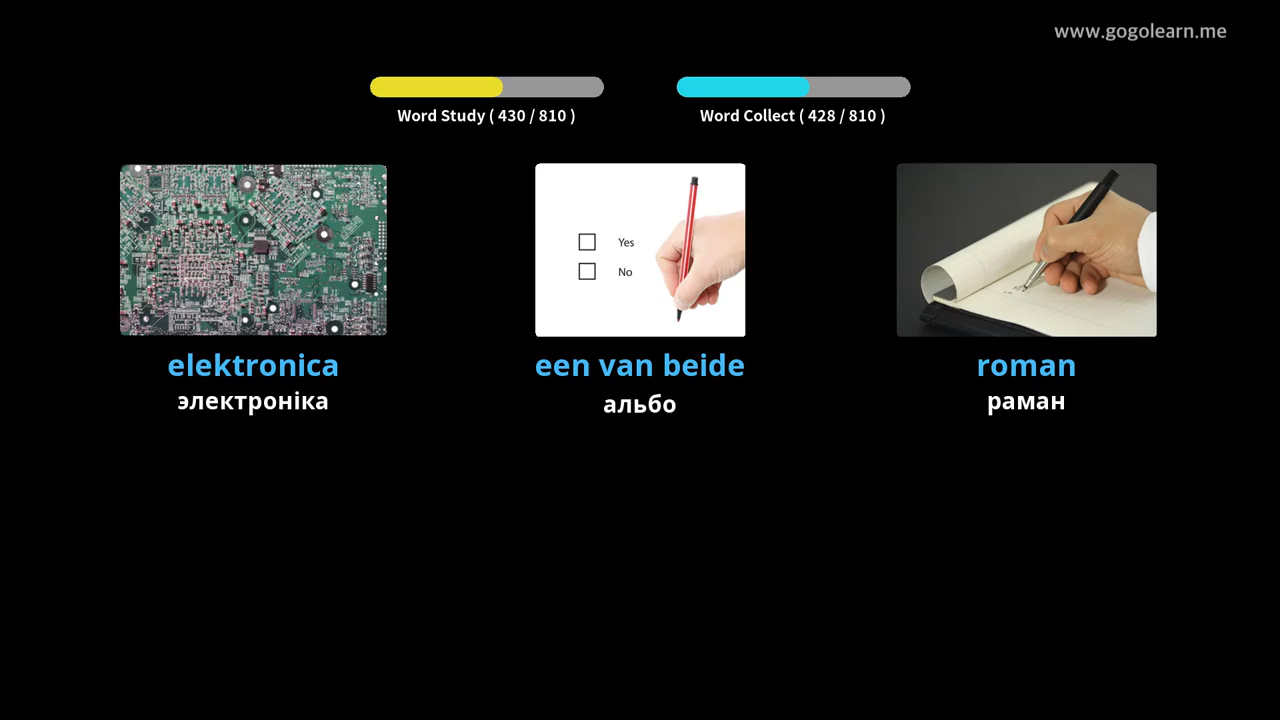 www.gogolearn.me
Word Study ( 430 / 810 )
Word Collect ( 428 / 810 )
Yes
No
elektronica
электроніка
een van beide
альбо
roman
раман